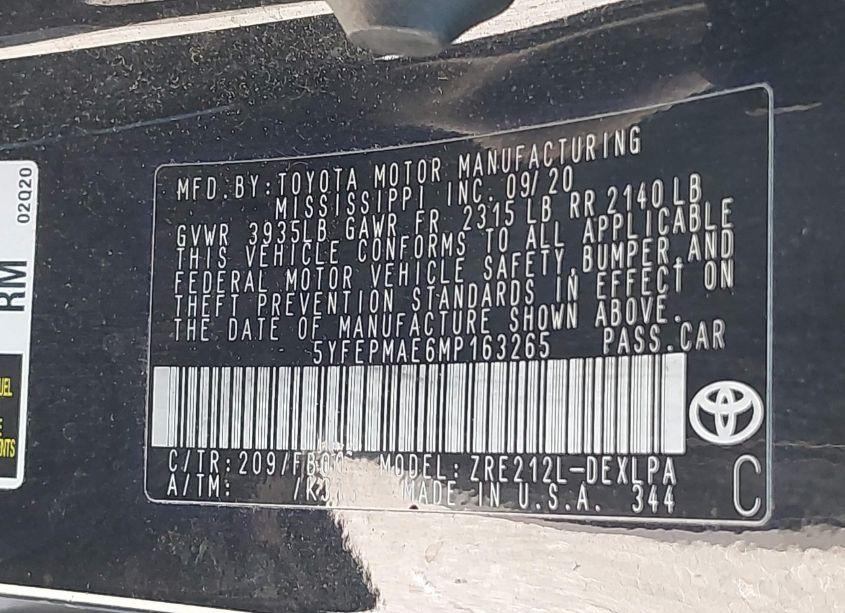 MFD. BY: TOYOTA MOTOR MANUFACTURING
MISSISSIPPI INC. 09/20
GVWR 3935LB GAWR FR 2315 LB RR 2140 LB
THIS VEHICLE CONFORMS TO ALL APPLICABLE
FEDERAL MOTOR VEHICLE SAFETY, BUMPER, AND
THEFT PREVENTION STANDARDS IN EFFECT ON
THE DATE OF MANUFACTURE SHOWN ABOVE.
5YFEPMAE6MP163265 PASS. CAR
C/TR: 209/ MODEL: ZRE212L-DEXLPA
A/TM: MADE IN U.S.A. 344
C
02020
RM